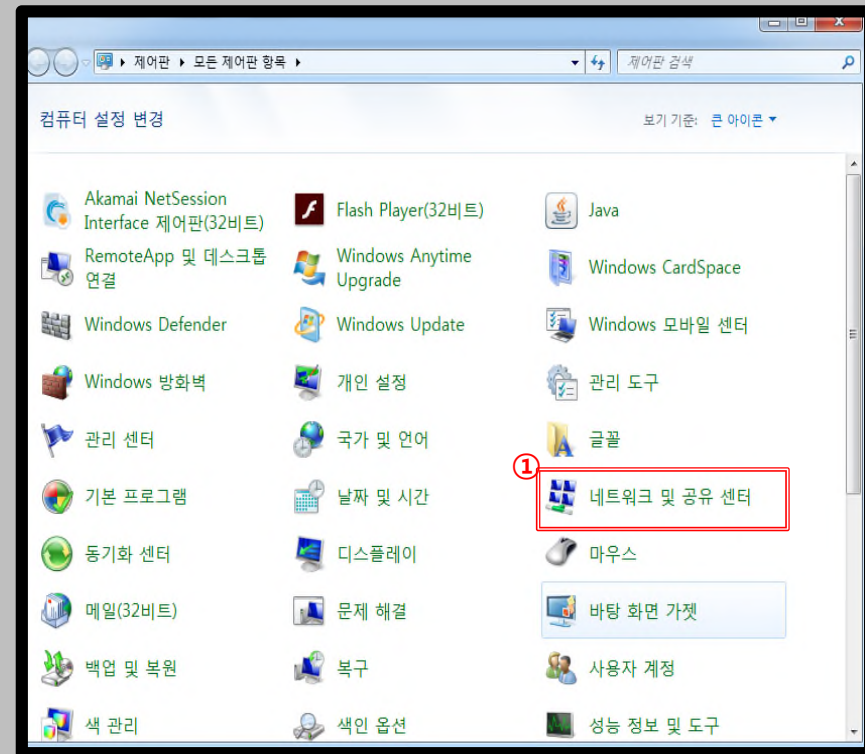 제어판 ▸ 모든 제어판 항목 ▸
제어판 검색
컴퓨터 설정 변경
보기 기준: 큰 아이콘
Akamai NetSession
Interface 제어판(32비트)
Flash Player(32비트)
Java
RemoteApp 및 데스크톱
연결
Windows Anytime
Upgrade
Windows CardSpace
Windows Defender
Windows Update
Windows 모바일 센터
Windows 방화벽
개인 설정
관리 도구
관리 센터
국가 및 언어
글꼴
①
기본 프로그램
날짜 및 시간
네트워크 및 공유 센터
동기화 센터
디스플레이
마우스
메일(32비트)
문제 해결
바탕 화면 가젯
백업 및 복원
복구
사용자 계정
색 관리
색인 옵션
성능 정보 및 도구